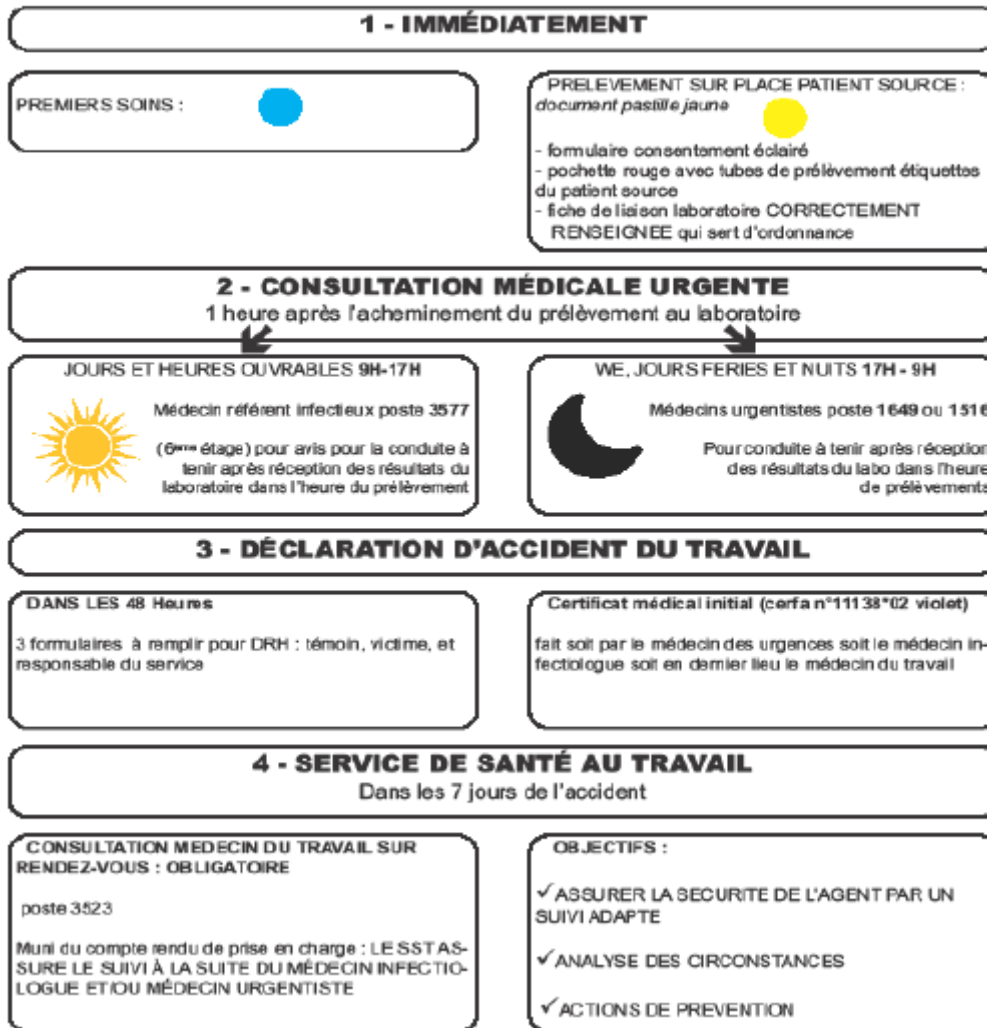 1 - IMMÉDIATEMENT
PREMIERS SOINS :
PRELEVEMENT SUR PLACE PATIENT SOURCE :
document pastille jaune
- formulaire consentement éclairé
- pochette rouge avec tubes de prélèvement étiquettes
du patient source
- fiche de liaison laboratoire CORRECTEMENT
RENSEIGNEE qui sert d'ordonnance
2 - CONSULTATION MÉDICALE URGENTE
1 heure après l'acheminement du prélèvement au laboratoire
JOURS ET HEURES OUVRABLES 9H-17H
Médecin référent infectieux poste 3577
(6ème étage) pour avis pour la conduite à
tenir après réception des résultats du
laboratoire dans l'heure du prélèvement
WE, JOURS FERIES ET NUITS 17H - 9H
Médecins urgentistes poste 1649 ou 1516
Pour conduite à tenir après réception
des résultats du labo dans l'heure
de prélèvements
3 - DÉCLARATION D'ACCIDENT DU TRAVAIL
DANS LES 48 Heures
3 formulaires à remplir pour DRH : témoin, victime, et
responsable du service
Certificat médical initial (cerfa n°11138*02 violet)
fait soit par le médecin des urgences soit le médecin in-
fectiologue soit en dernier lieu le médecin du travail
4 - SERVICE DE SANTÉ AU TRAVAIL
Dans les 7 jours de l'accident
CONSULTATION MEDECIN DU TRAVAIL SUR
RENDEZ-VOUS : OBLIGATOIRE
poste 3523
Muni du compte rendu de prise en charge : LE SST AS-
SURE LE SUIVI À LA SUITE DU MÉDECIN INFECTIO-
LOGUE ET/OU MÉDECIN URGENTISTE
OBJECTIFS :
✓ASSURER LA SECURITE DE L'AGENT PAR UN
SUIVI ADAPTE
✓ANALYSE DES CIRCONSTANCES
✓ACTIONS DE PREVENTION